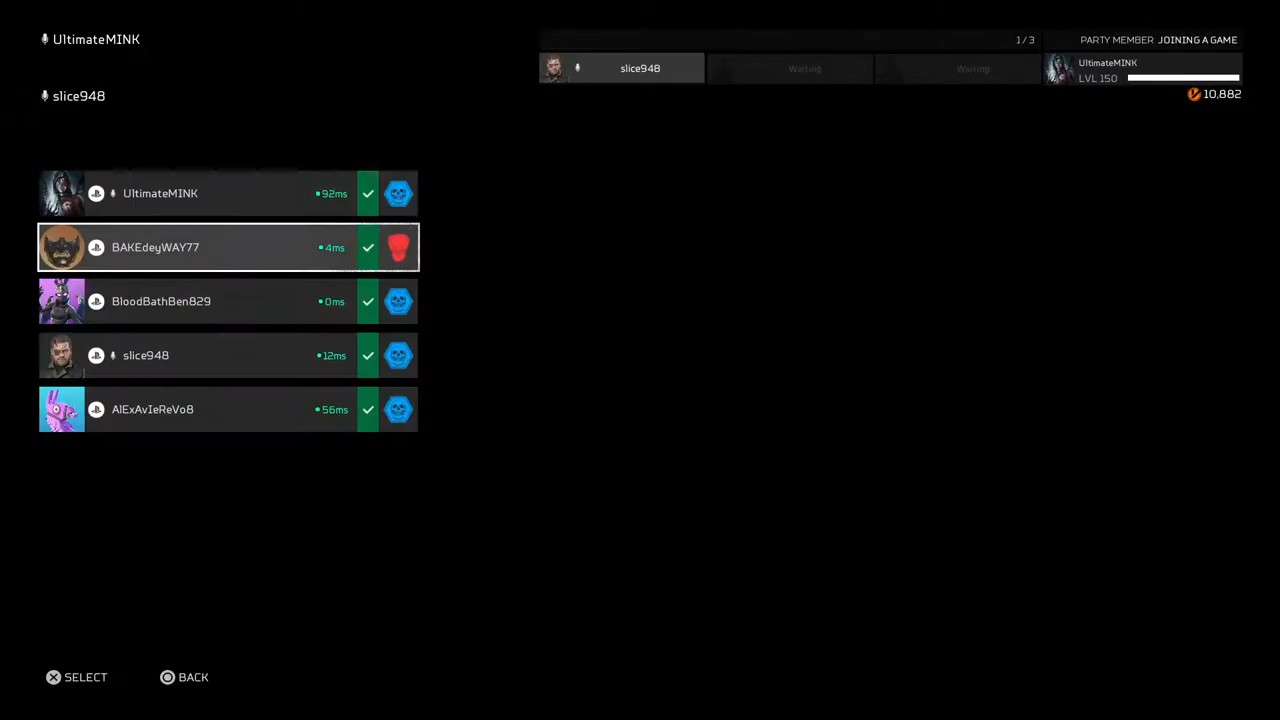 UltimateMINK
1/3
PARTY MEMBER JOINING A GAME
slice948
Waiting
Waiting
UltimateMINK
LVL 150
slice948
10,882
UltimateMINK
92ms
BAKEdeyWAY77
4ms
BloodBathBen829
0ms
slice948
12ms
AlExAvIeReVo8
56ms
SELECT
BACK